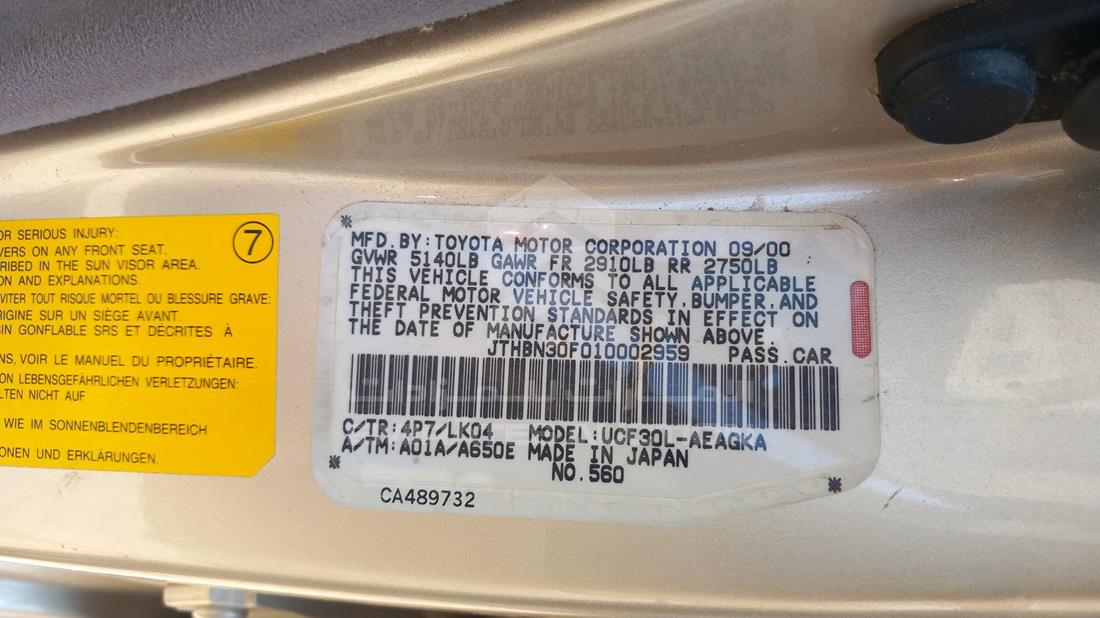 OR SERIOUS INJURY:
VERS ON ANY FRONT SEAT.
RIBED IN THE SUN VISOR AREA.
ION AND EXPLANATIONS.
7
VITER TOUT RISQUE MORTEL OU BLESSURE GRAVE:
RIGINE SUR UN SIÈGE AVANT.
SIN GONFLABLE SRS ET DÉCRITES À
NS, VOIR LE MANUEL DU PROPRIÉTAIRE.
ON LEBENSGEFÄHRLICHEN VERLETZUNGEN:
LTEN NICHT AUF
WIE IM SONNENBLENDENBEREICH
ONEN UND ERKLÄRUNGEN.
MFD. BY: TOYOTA MOTOR CORPORATION 09/00
GVWR 5140LB GAWR FR 2910LB RR 2750LB
THIS VEHICLE CONFORMS TO ALL APPLICABLE
FEDERAL MOTOR VEHICLE SAFETY, BUMPER, AND
THEFT PREVENTION STANDARDS IN EFFECT ON
THE DATE OF MANUFACTURE SHOWN ABOVE.
JTHBN30F010002959 PASS. CAR
C/TR: 4P7/LK04 MODEL: UCF30L-AEAGKA
A/TM: A01A/A650E MADE IN JAPAN
NO. 560
CA489732